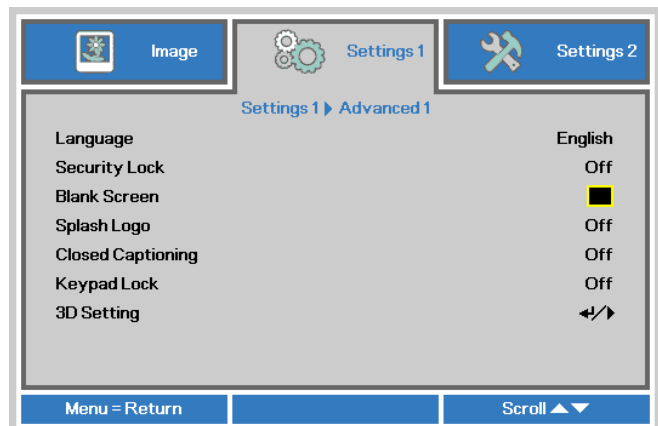 Image
Settings 1
Settings 2
Settings 1 ▶ Advanced 1
Language English
Security Lock Off
Blank Screen
Splash Logo Off
Closed Captioning Off
Keypad Lock Off
3D Setting ↵/▶
Menu = Return
Scroll ▲▼